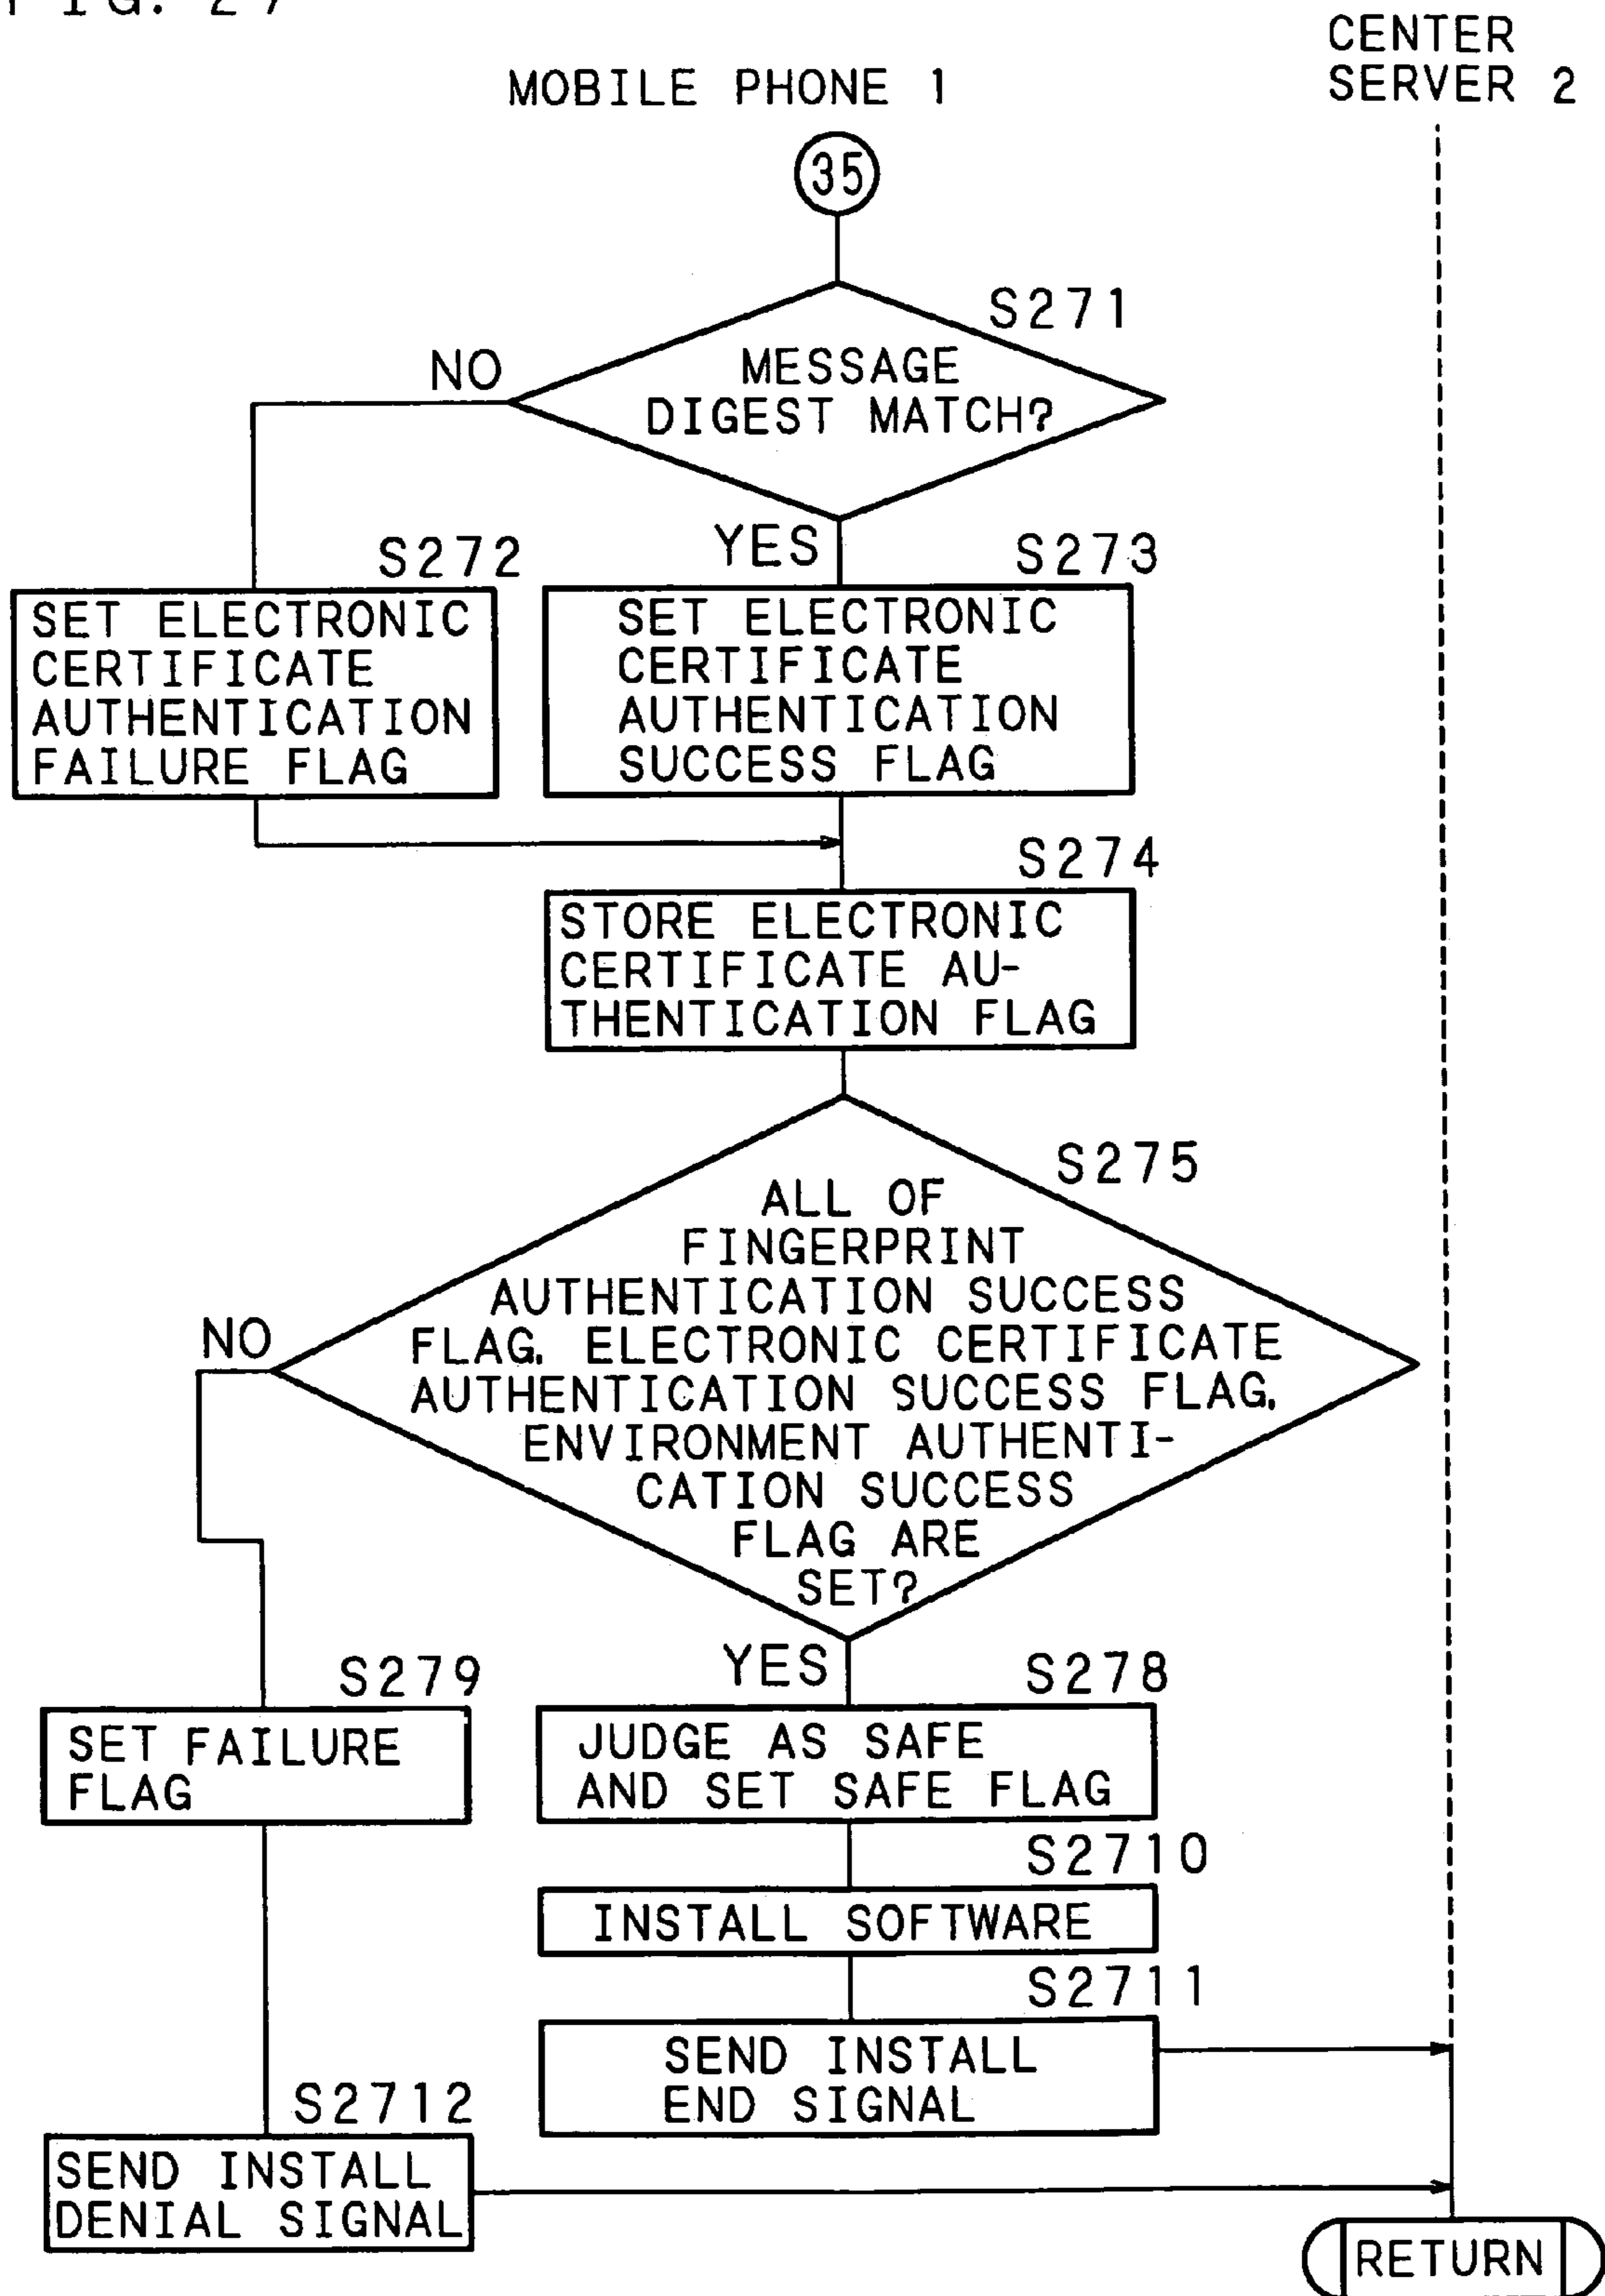 FIG. 27
CENTER
SERVER 2
MOBILE PHONE 1
35
S271
NO
MESSAGE
DIGEST MATCH?
YES
S272
S273
SET ELECTRONIC
CERTIFICATE
AUTHENTICATION
FAILURE FLAG
SET ELECTRONIC
CERTIFICATE
AUTHENTICATION
SUCCESS FLAG
S274
STORE ELECTRONIC
CERTIFICATE AU-
THENTICATION FLAG
S275
NO
ALL OF
FINGERPRINT
AUTHENTICATION SUCCESS
FLAG, ELECTRONIC CERTIFICATE
AUTHENTICATION SUCCESS FLAG,
ENVIRONMENT AUTHENTI-
CATION SUCCESS
FLAG ARE
SET?
YES
S279
S278
SET FAILURE
FLAG
JUDGE AS SAFE
AND SET SAFE FLAG
S2710
INSTALL SOFTWARE
S2711
SEND INSTALL
END SIGNAL
S2712
SEND INSTALL
DENIAL SIGNAL
RETURN